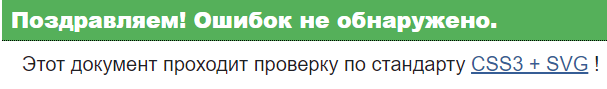 Поздравляем! Ошибок не обнаружено.
Этот документ проходит проверку по стандарту CSS3 + SVG !